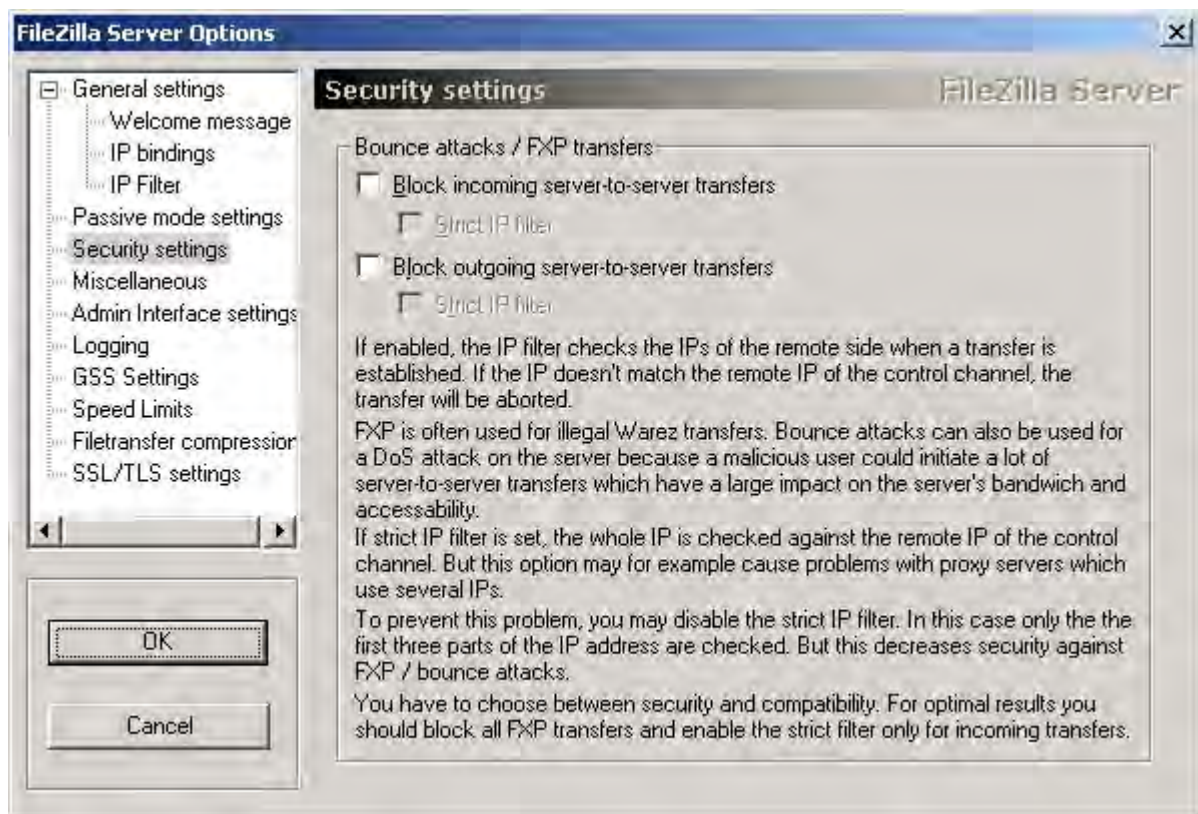 FileZilla Server Options
General settings
Welcome message
IP bindings
IP Filter
Passive mode settings
Security settings
Miscellaneous
Admin Interface settings
Logging
GSS Settings
Speed Limits
Filetransfer compression
SSL/TLS settings
OK
Cancel
Security settings
FileZilla Server
Bounce attacks / FXP transfers
Block incoming server-to-server transfers
Strict IP filter
Block outgoing server-to-server transfers
Strict IP filter
If enabled, the IP filter checks the IPs of the remote side when a transfer is
established. If the IP doesn't match the remote IP of the control channel, the
transfer will be aborted.
FXP is often used for illegal Warez transfers. Bounce attacks can also be used for
a DoS attack on the server because a malicious user could initiate a lot of
server-to-server transfers which have a large impact on the server's bandwich and
accessability.
If strict IP filter is set, the whole IP is checked against the remote IP of the control
channel. But this option may for example cause problems with proxy servers which
use several IPs.
To prevent this problem, you may disable the strict IP filter. In this case only the the
first three parts of the IP address are checked. But this decreases security against
FXP / bounce attacks.
You have to choose between security and compatibility. For optimal results you
should block all FXP transfers and enable the strict filter only for incoming transfers.